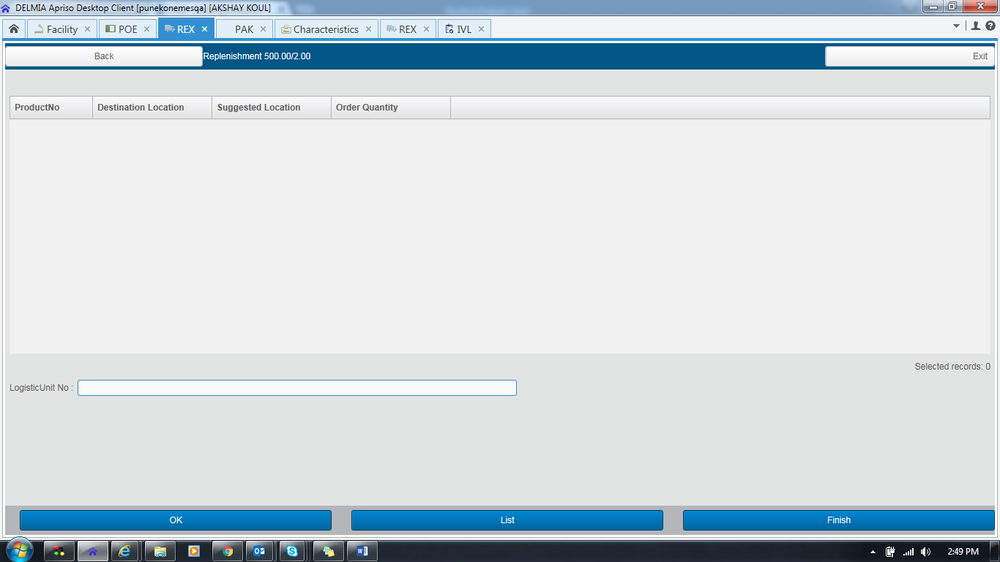 DELMIA Apriso Desktop Client [punekonemesqa] [AKSHAY KOUL]
Facility POE REX PAK Characteristics REX IVL
Back Replenishment 500.00/2.00 Exit
ProductNo Destination Location Suggested Location Order Quantity
Selected records: 0
LogisticUnit No :
OK List Finish
2:49 PM